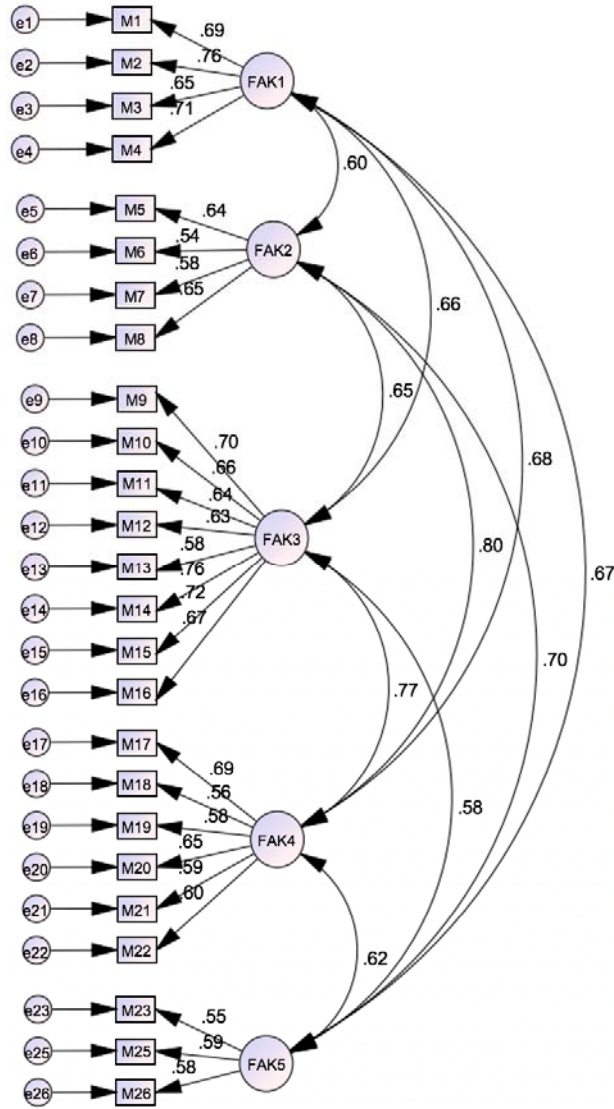 e1 M1 .69
e2 M2 .76 FAK1
e3 M3 .65
e4 M4 .71
.60
e5 M5 .64
e6 M6 .54 FAK2
e7 M7 .58
e8 M8 .65
.66
.65
e9 M9
e10 M10 .70
e11 M11 .66
.64
e12 M12 .63 FAK3
e13 M13 .58
.76
e14 M14 .72
e15 M15 .67
e16 M16
.68
.80
.67
.70
.77
e17 M17 .69
e18 M18 .56
e19 M19 .58 FAK4
e20 M20 .65
e21 M21 .59
e22 M22 .60
.58
.62
e23 M23 .55
e25 M25 .59 FAK5
e26 M26 .58